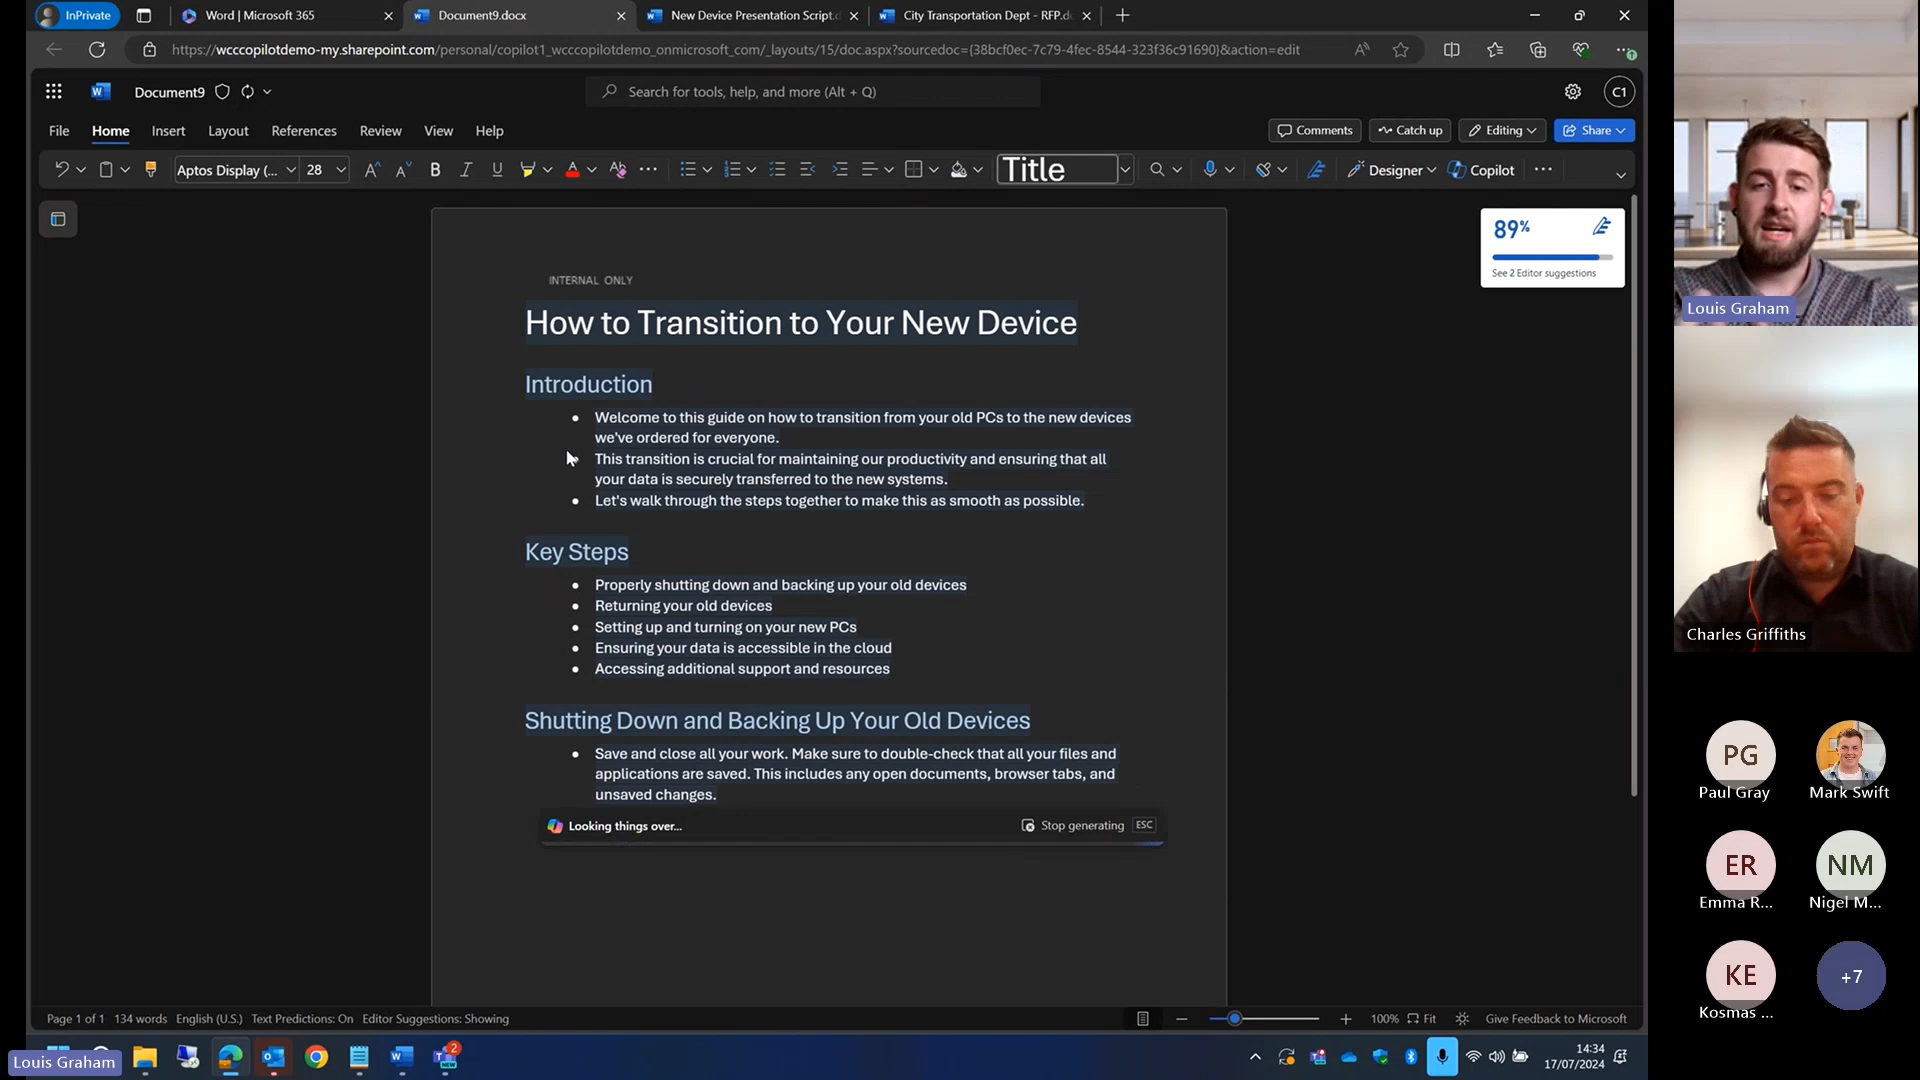 InPrivate
Word | Microsoft 365
Document9.docx
New Device Presentation Script.d
City Transportation Dept - RFP.d
https://wcccopilotdemo-my.sharepoint.com/personal/copilot1_wcccopilotdemo_onmicrosoft_com/_layouts/15/doc.aspx?sourcedoc={38bcf0ec-7c79-4fec-8544-323f36c91690}&action=edit
Document9
Search for tools, help, and more (Alt + Q)
C1
File Home Insert Layout References Review View Help
Comments
Catch up
Editing
Share
Aptos Display (...
28
Title
Designer
Copilot
89%
See 2 Editor suggestions
INTERNAL ONLY
How to Transition to Your New Device
Introduction
• Welcome to this guide on how to transition from your old PCs to the new devices
we've ordered for everyone.
This transition is crucial for maintaining our productivity and ensuring that all
your data is securely transferred to the new systems.
• Let's walk through the steps together to make this as smooth as possible.
Key Steps
• Properly shutting down and backing up your old devices
• Returning your old devices
• Setting up and turning on your new PCs
• Ensuring your data is accessible in the cloud
• Accessing additional support and resources
Shutting Down and Backing Up Your Old Devices
• Save and close all your work. Make sure to double-check that all your files and
applications are saved. This includes any open documents, browser tabs, and
unsaved changes.
Looking things over...
Stop generating
ESC
Page 1 of 1 134 words English (U.S.) Text Predictions: On Editor Suggestions: Showing
100% Fit Give Feedback to Microsoft
Louis Graham
2
NEW
14:34
17/07/2024
Louis Graham
Charles Griffiths
PG
Paul Gray
Mark Swift
ER
Emma R...
NM
Nigel M...
KE
Kosmas ...
+7